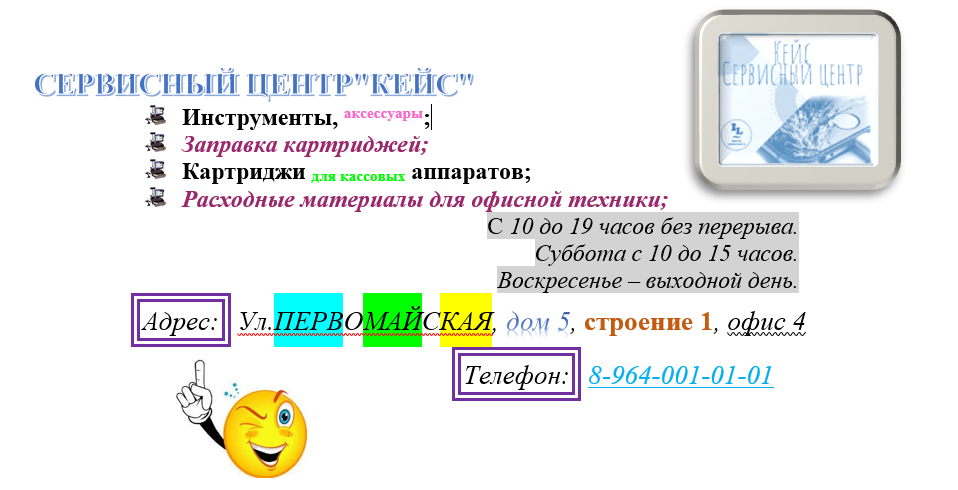 Кейс
Сервисный центр
СЕРВИСНЫЙ ЦЕНТР"КЕЙС"
Инструменты, аксессуары;
Заправка картриджей;
Картриджи для кассовых аппаратов;
Расходные материалы для офисной техники;
С 10 до 19 часов без перерыва.
Суббота с 10 до 15 часов.
Воскресенье – выходной день.
Адрес: Ул.ПЕРВОМАЙСКАЯ, дом 5, строение 1, офис 4
Телефон: 8-964-001-01-01